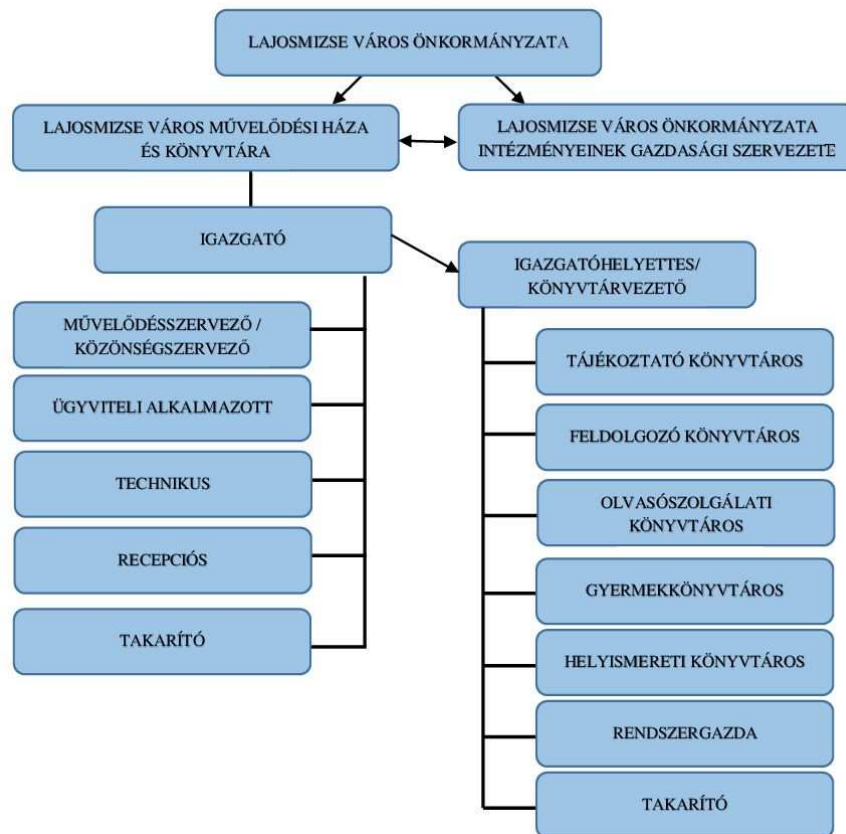 LAJOSMIZSE VÁROS ÖNKORMÁNYZATA
LAJOSMIZSE VÁROS MŰVELŐDÉSI HÁZA
ÉS KÖNYVTÁRA
LAJOSMIZSE VÁROS ÖNKORMÁNYZATA
INTÉZMÉNYEINEK GAZDASÁGI SZERVEZETE
IGAZGATÓ
IGAZGATÓHELYETTES/
KÖNYVTÁRVEZETŐ
MŰVELŐDÉSSZERVEZŐ /
KÖZÖNSÉGSZERVEZŐ
ÜGYVITELI ALKALMAZOTT
TECHNIKUS
RECEPCIÓS
TAKARÍTÓ
TÁJÉKOZTATÓ KÖNYVTÁROS
FELDOLGOZÓ KÖNYVTÁROS
OLVASÓSZOLGÁLATI
KÖNYVTÁROS
GYERMEKKÖNYVTÁROS
HELYISMERETI KÖNYVTÁROS
RENDSZERGAZDA
TAKARÍTÓ